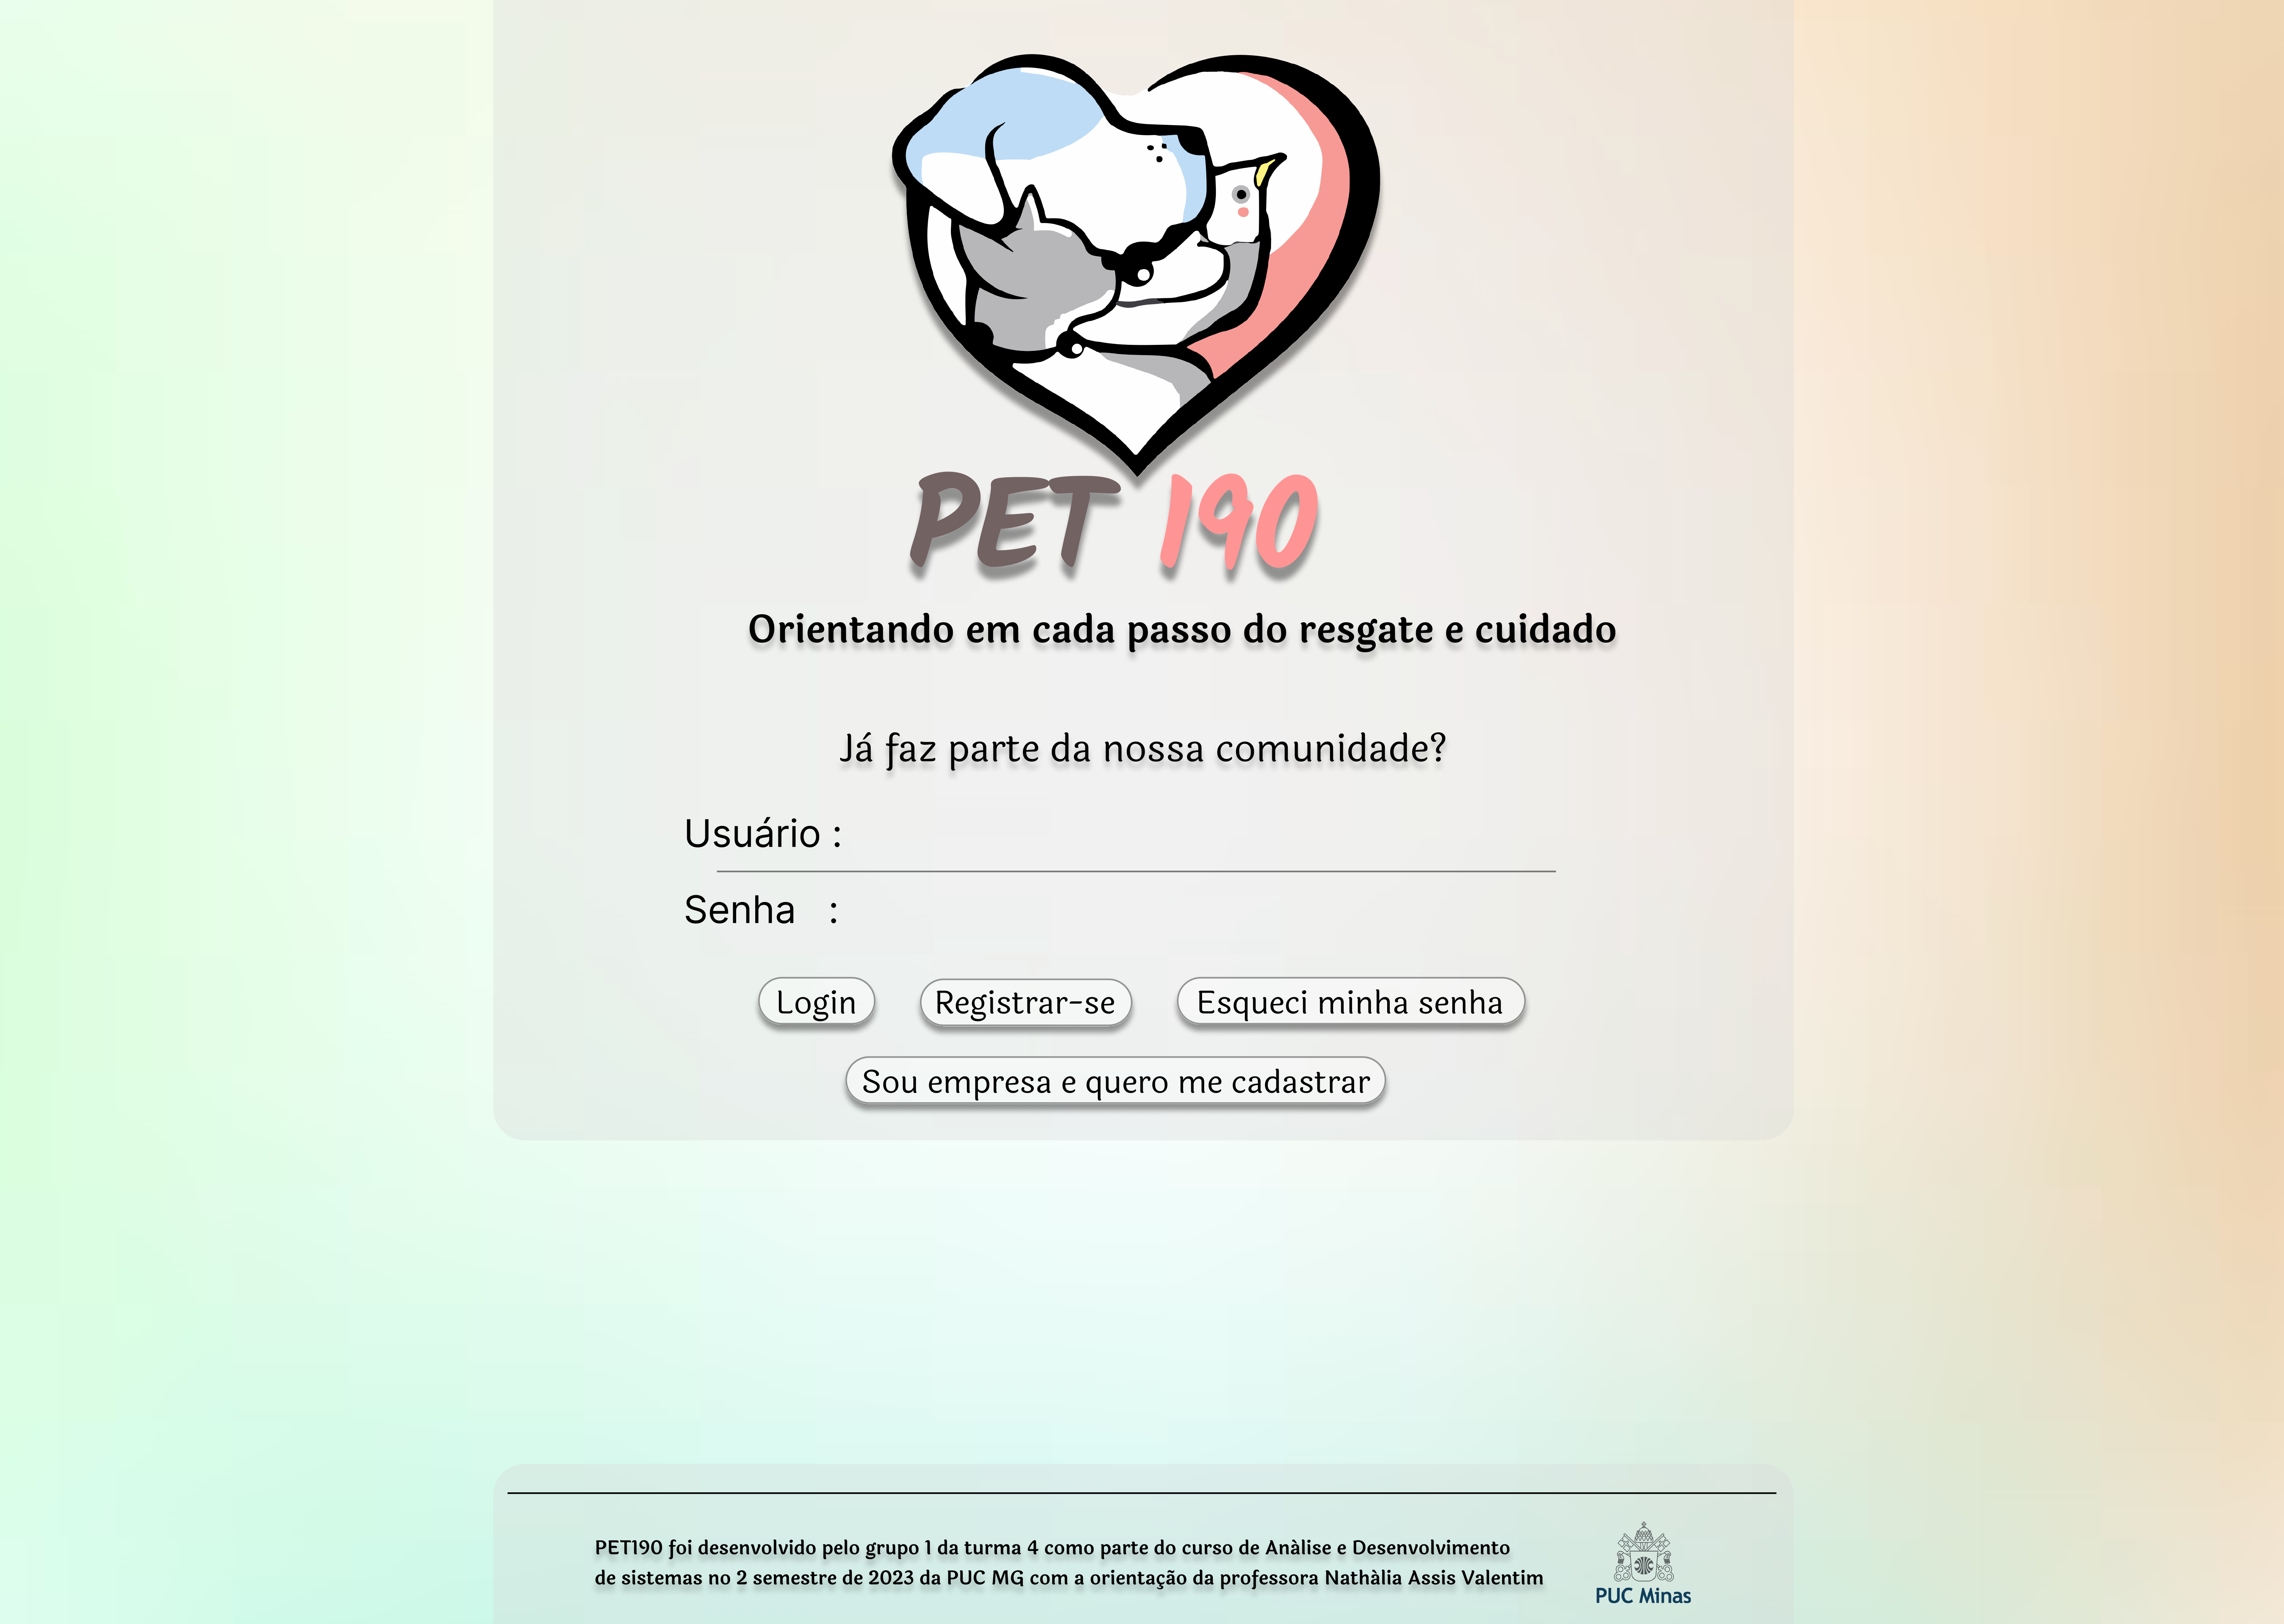 PET 190
Orientando em cada passo do resgate e cuidado
Já faz parte da nossa comunidade?
Usuário :
Senha :
Login Registrar-se Esqueci minha senha
Sou empresa e quero me cadastrar
PET190 foi desenvolvido pelo grupo 1 da turma 4 como parte do curso de Anàlise e Desenvolvimento
de sistemas no 2 semestre de 2023 da PUC MG com a orientação da professora Nathàlia Assis Valentim
PUC Minas